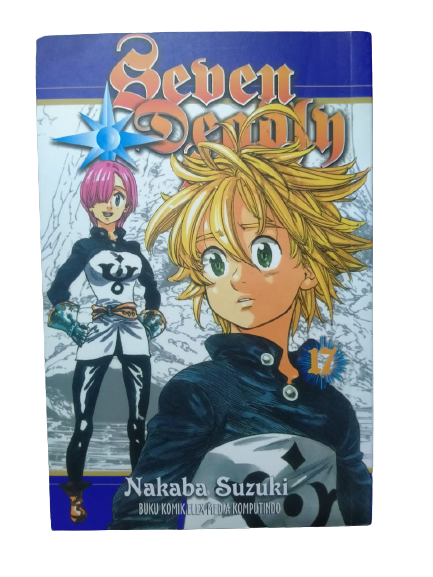 Seven
Deadly
17
Nakaba Suzuki
BUKU KOMIK ELEX MEDIA KOMPUTINDO